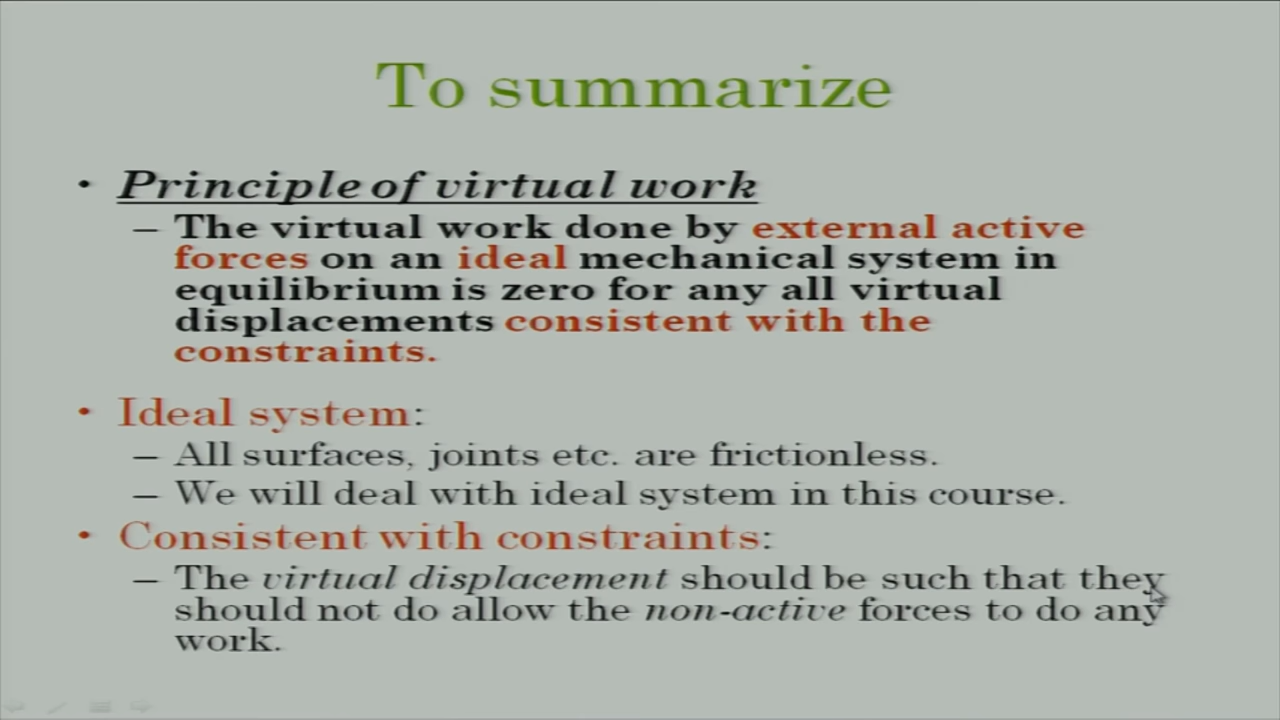 To summarize
• Principle of virtual work
– The virtual work done by external active
forces on an ideal mechanical system in
equilibrium is zero for any all virtual
displacements consistent with the
constraints.
• Ideal system:
– All surfaces, joints etc. are frictionless.
– We will deal with ideal system in this course.
• Consistent with constraints:
– The virtual displacement should be such that they
should not do allow the non-active forces to do any
work.